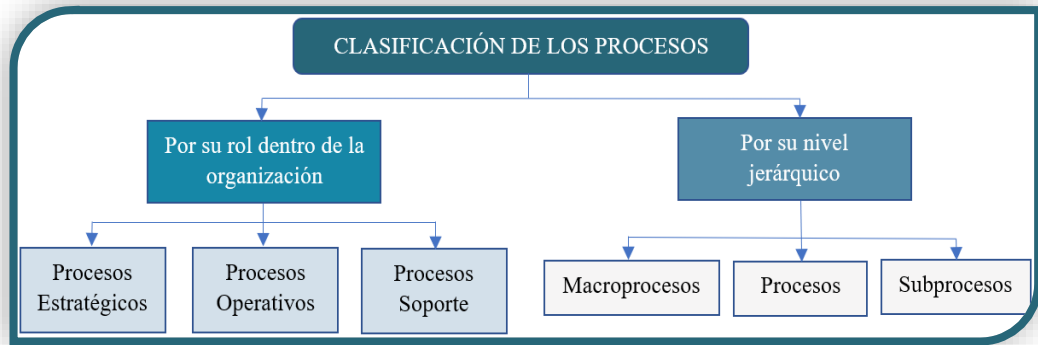 CLASIFICACIÓN DE LOS PROCESOS
Por su rol dentro de la
organización
Por su nivel
jerárquico
Procesos
Estratégicos
Procesos
Operativos
Procesos
Soporte
Macroprocesos
Procesos
Subprocesos